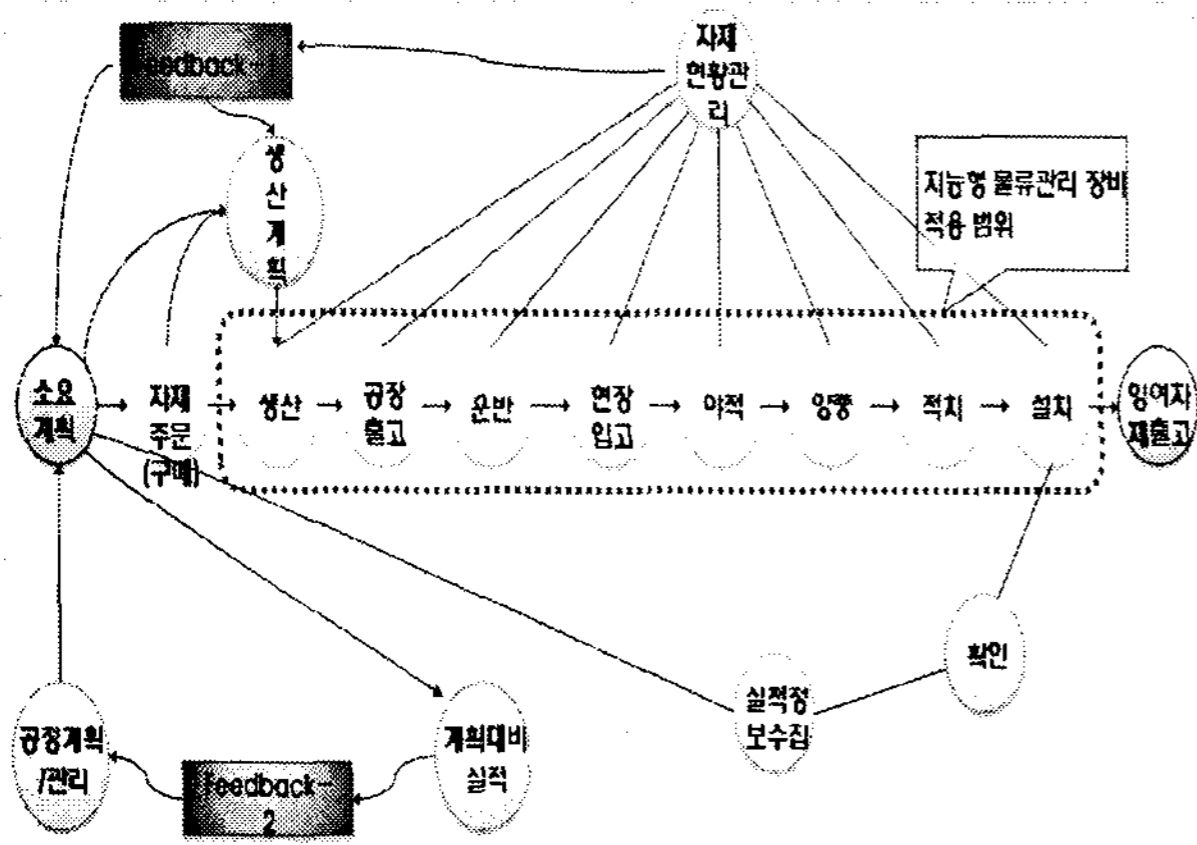 feedback-1
자재
현황관
리
생
산
계
획
지능형 물류관리 장비
적용 범위
소요
계획
자재
주문
(구매)
생산
공장
출고
운반
현장
입고
야적
양중
적치
설치
잉여자
재출고
확인
실적정
보수집
계획대비
실적
feedback-
2
공정계획
/관리